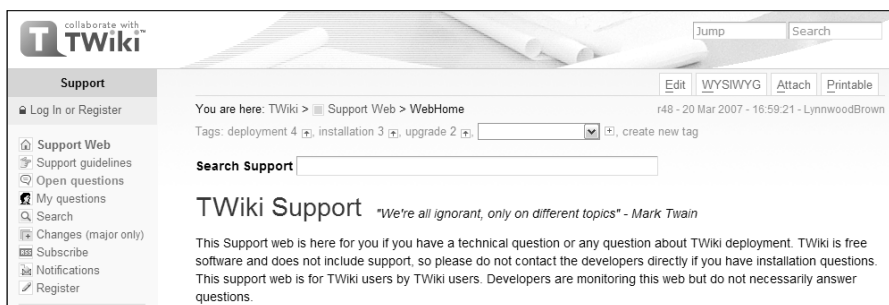 collaborate with
TWiki™
Jump
Search
Support
Edit WYSIWYG Attach Printable
Log In or Register
You are here: TWiki > Support Web > WebHome
r48 - 20 Mar 2007 - 16:59:21 - LynnwoodBrown
Tags: deployment 4, installation 3, upgrade 2, create new tag
Support Web
Support guidelines
Open questions
My questions
Search
Changes (major only)
Subscribe
Notifications
Register
Search Support
TWiki Support "We're all ignorant, only on different topics" - Mark Twain
This Support web is here for you if you have a technical question or any question about TWiki deployment. TWiki is free
software and does not include support, so please do not contact the developers directly if you have installation questions.
This support web is for TWiki users by TWiki users. Developers are monitoring this web but do not necessarily answer
questions.